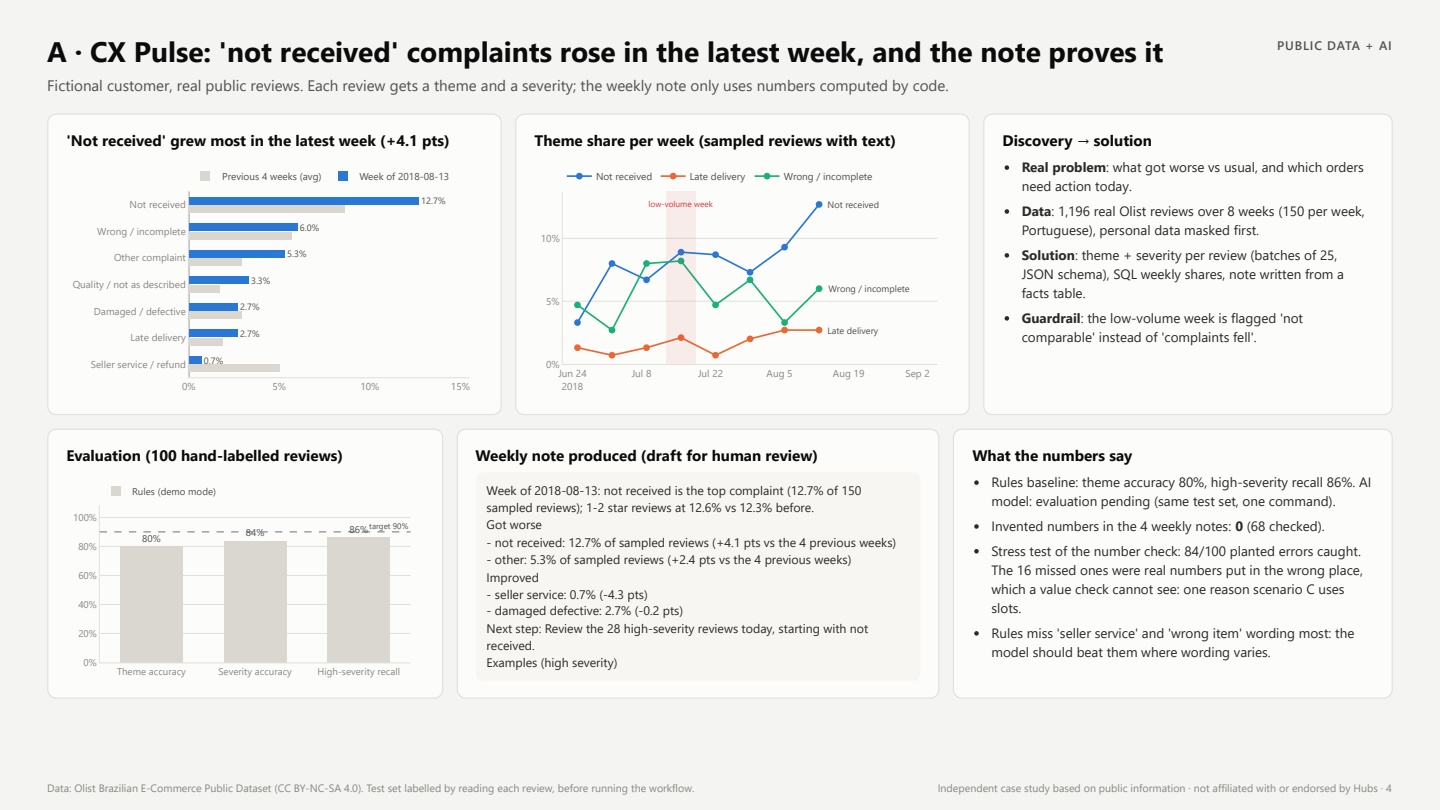 A · CX Pulse: 'not received' complaints rose in the latest week, and the note proves it
PUBLIC DATA + AI
Fictional customer, real public reviews. Each review gets a theme and a severity; the weekly note only uses numbers computed by code.
'Not received' grew most in the latest week (+4.1 pts)
Previous 4 weeks (avg)
Week of 2018-08-13
Not received
12.7%
Wrong / incomplete
6.0%
Other complaint
5.3%
Quality / not as described
3.3%
Damaged / defective
2.7%
Late delivery
2.7%
Seller service / refund
0.7%
0%
5%
10%
15%
Theme share per week (sampled reviews with text)
Not received
Late delivery
Wrong / incomplete
low-volume week
Not received
10%
Wrong / incomplete
5%
Late delivery
0%
Jun 24
2018
Jul 8
Jul 22
Aug 5
Aug 19
Sep 2
Discovery → solution
• Real problem: what got worse vs usual, and which orders
need action today.
• Data: 1,196 real Olist reviews over 8 weeks (150 per week,
Portuguese), personal data masked first.
• Solution: theme + severity per review (batches of 25,
JSON schema), SQL weekly shares, note written from a
facts table.
• Guardrail: the low-volume week is flagged 'not
comparable' instead of 'complaints fell'.
Evaluation (100 hand-labelled reviews)
Rules (demo mode)
100%
80%
60%
40%
20%
0%
80%
84%
86%
target 90%
Theme accuracy
Severity accuracy
High-severity recall
Weekly note produced (draft for human review)
Week of 2018-08-13: not received is the top complaint (12.7% of 150
sampled reviews); 1-2 star reviews at 12.6% vs 12.3% before.
Got worse
- not received: 12.7% of sampled reviews (+4.1 pts vs the 4 previous weeks)
- other: 5.3% of sampled reviews (+2.4 pts vs the 4 previous weeks)
Improved
- seller service: 0.7% (-4.3 pts)
- damaged defective: 2.7% (-0.2 pts)
Next step: Review the 28 high-severity reviews today, starting with not
received.
Examples (high severity)
What the numbers say
• Rules baseline: theme accuracy 80%, high-severity recall 86%. AI
model: evaluation pending (same test set, one command).
• Invented numbers in the 4 weekly notes: 0 (68 checked).
• Stress test of the number check: 84/100 planted errors caught.
The 16 missed ones were real numbers put in the wrong place,
which a value check cannot see: one reason scenario C uses
slots.
• Rules miss 'seller service' and 'wrong item' wording most: the
model should beat them where wording varies.
Data: Olist Brazilian E-Commerce Public Dataset (CC BY-NC-SA 4.0). Test set labelled by reading each review, before running the workflow.
Independent case study based on public information · not affiliated with or endorsed by Hubs · 4